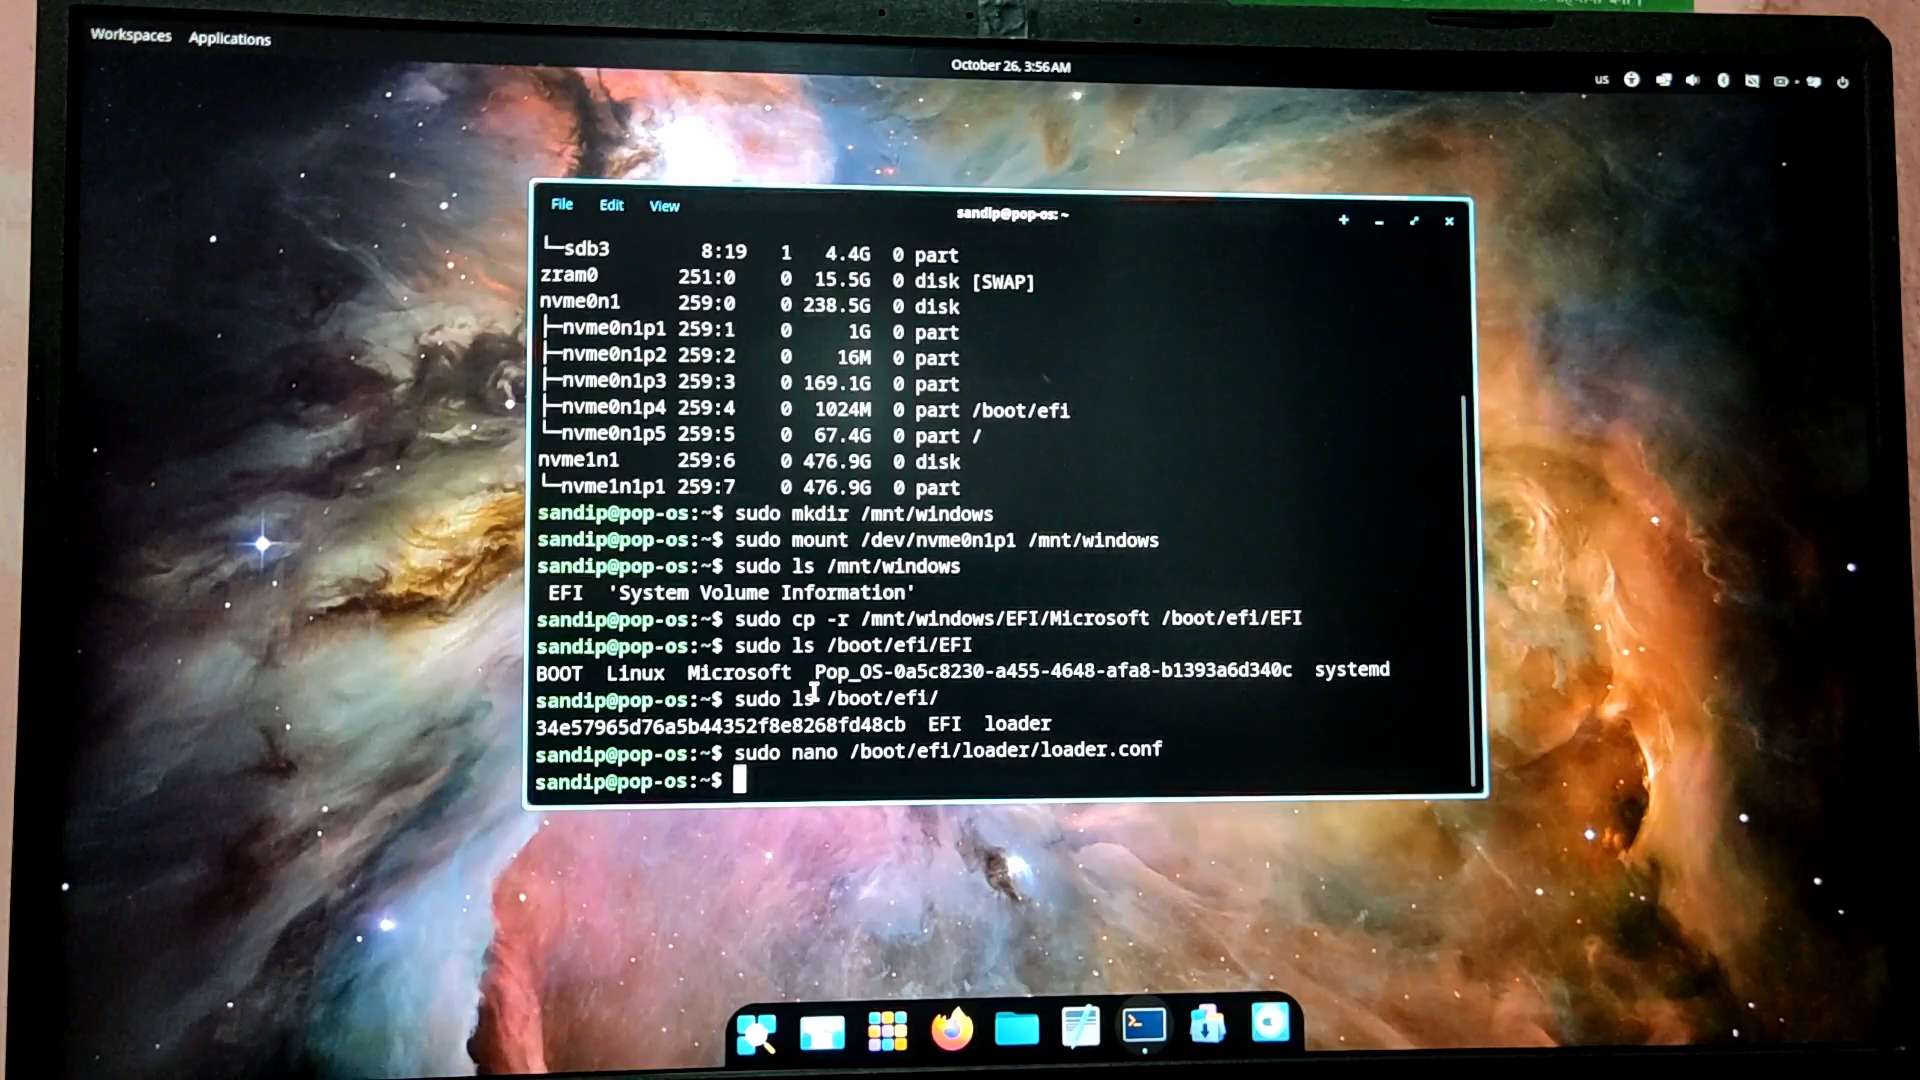 Workspaces Applications
October 26, 3:56 AM
us
File Edit View
sandip@pop-os: ~
└─sdb3 8:19 1 4.4G 0 part
zram0 251:0 0 15.5G 0 disk [SWAP]
nvme0n1 259:0 0 238.5G 0 disk
├─nvme0n1p1 259:1 0 1G 0 part
├─nvme0n1p2 259:2 0 16M 0 part
├─nvme0n1p3 259:3 0 169.1G 0 part
├─nvme0n1p4 259:4 0 1024M 0 part /boot/efi
└─nvme0n1p5 259:5 0 67.4G 0 part /
nvme1n1 259:6 0 476.9G 0 disk
└─nvme1n1p1 259:7 0 476.9G 0 part
sandip@pop-os:~$ sudo mkdir /mnt/windows
sandip@pop-os:~$ sudo mount /dev/nvme0n1p1 /mnt/windows
sandip@pop-os:~$ sudo ls /mnt/windows
EFI 'System Volume Information'
sandip@pop-os:~$ sudo cp -r /mnt/windows/EFI/Microsoft /boot/efi/EFI
sandip@pop-os:~$ sudo ls /boot/efi/EFI
BOOT Linux Microsoft Pop_OS-0a5c8230-a455-4648-afa8-b1393a6d340c systemd
sandip@pop-os:~$ sudo ls /boot/efi/
34e57965d76a5b44352f8e8268fd48cb EFI loader
sandip@pop-os:~$ sudo nano /boot/efi/loader/loader.conf
sandip@pop-os:~$